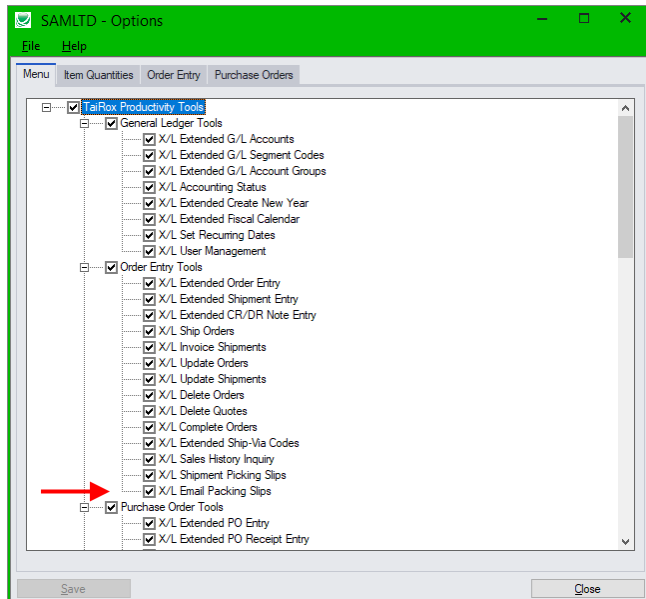 SAMLTD - Options
File Help
Menu Item Quantities Order Entry Purchase Orders
TaiRox Productivity Tools
General Ledger Tools
X/L Extended G/L Accounts
X/L Extended G/L Segment Codes
X/L Extended G/L Account Groups
X/L Accounting Status
X/L Extended Create New Year
X/L Extended Fiscal Calendar
X/L Set Recurring Dates
X/L User Management
Order Entry Tools
X/L Extended Order Entry
X/L Extended Shipment Entry
X/L Extended CR/DR Note Entry
X/L Ship Orders
X/L Invoice Shipments
X/L Update Orders
X/L Update Shipments
X/L Delete Orders
X/L Delete Quotes
X/L Complete Orders
X/L Extended Ship-Via Codes
X/L Sales History Inquiry
X/L Shipment Picking Slips
X/L Email Packing Slips
Purchase Order Tools
X/L Extended PO Entry
X/L Extended PO Receipt Entry
Save Close